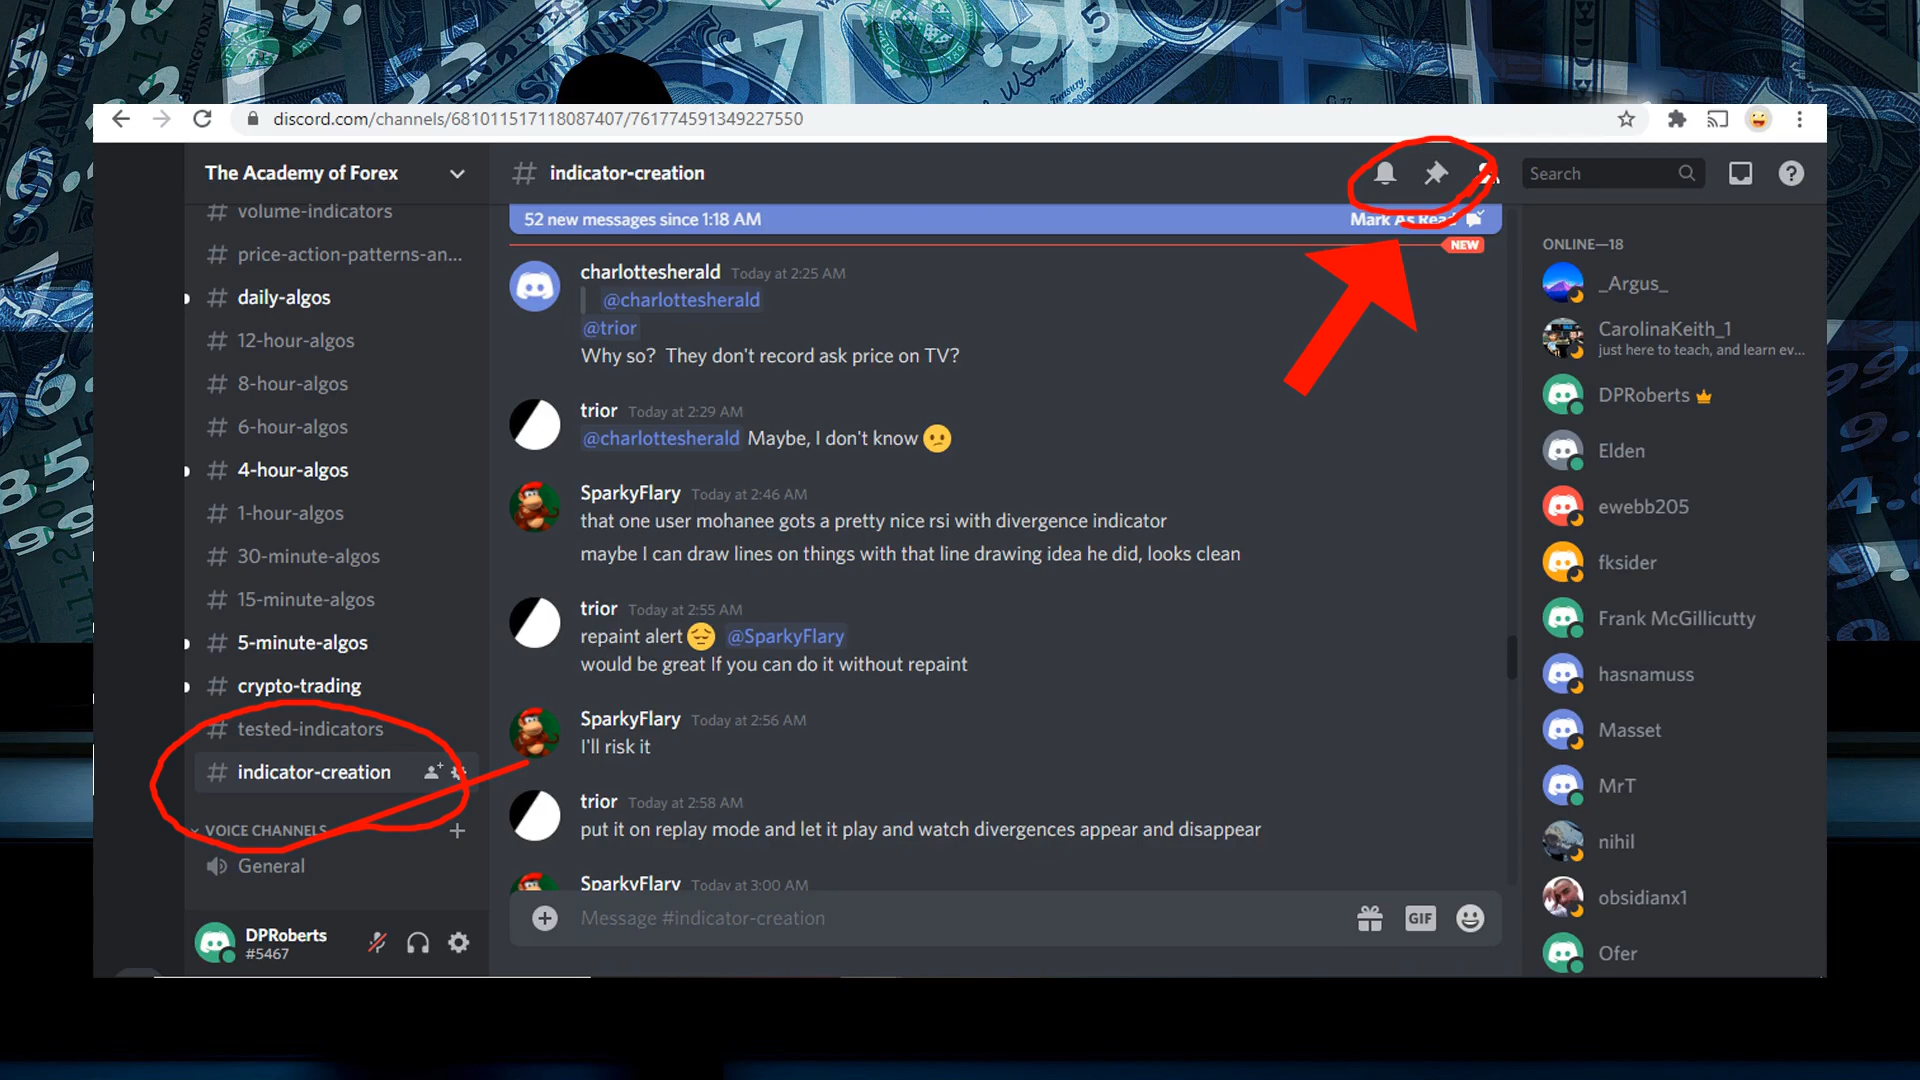 discord.com/channels/681011517118087407/761774591349227550
The Academy of Forex
volume-indicators
price-action-patterns-an...
daily-algos
12-hour-algos
8-hour-algos
6-hour-algos
4-hour-algos
1-hour-algos
30-minute-algos
15-minute-algos
5-minute-algos
crypto-trading
tested-indicators
indicator-creation
VOICE CHANNELS
General
DPRoberts
#5467
indicator-creation
Search
52 new messages since 1:18 AM
Mark As Read
NEW
charlottesherald Today at 2:25 AM
@charlottesherald
@trior
Why so? They don't record ask price on TV?
trior Today at 2:29 AM
@charlottesherald Maybe, I don't know
SparkyFlary Today at 2:46 AM
that one user mohanee gots a pretty nice rsi with divergence indicator
maybe I can draw lines on things with that line drawing idea he did, looks clean
trior Today at 2:55 AM
repaint alert @SparkyFlary
would be great If you can do it without repaint
SparkyFlary Today at 2:56 AM
I'll risk it
trior Today at 2:58 AM
put it on replay mode and let it play and watch divergences appear and disappear
SparkyFlary Today at 3:00 AM
Message #indicator-creation
GIF
ONLINE—18
_Argus_
CarolinaKeith_1
just here to teach, and learn ev...
DPRoberts
Elden
ewebb205
fksider
Frank McGillicutty
hasnamuss
Masset
MrT
nihil
obsidianx1
Ofer